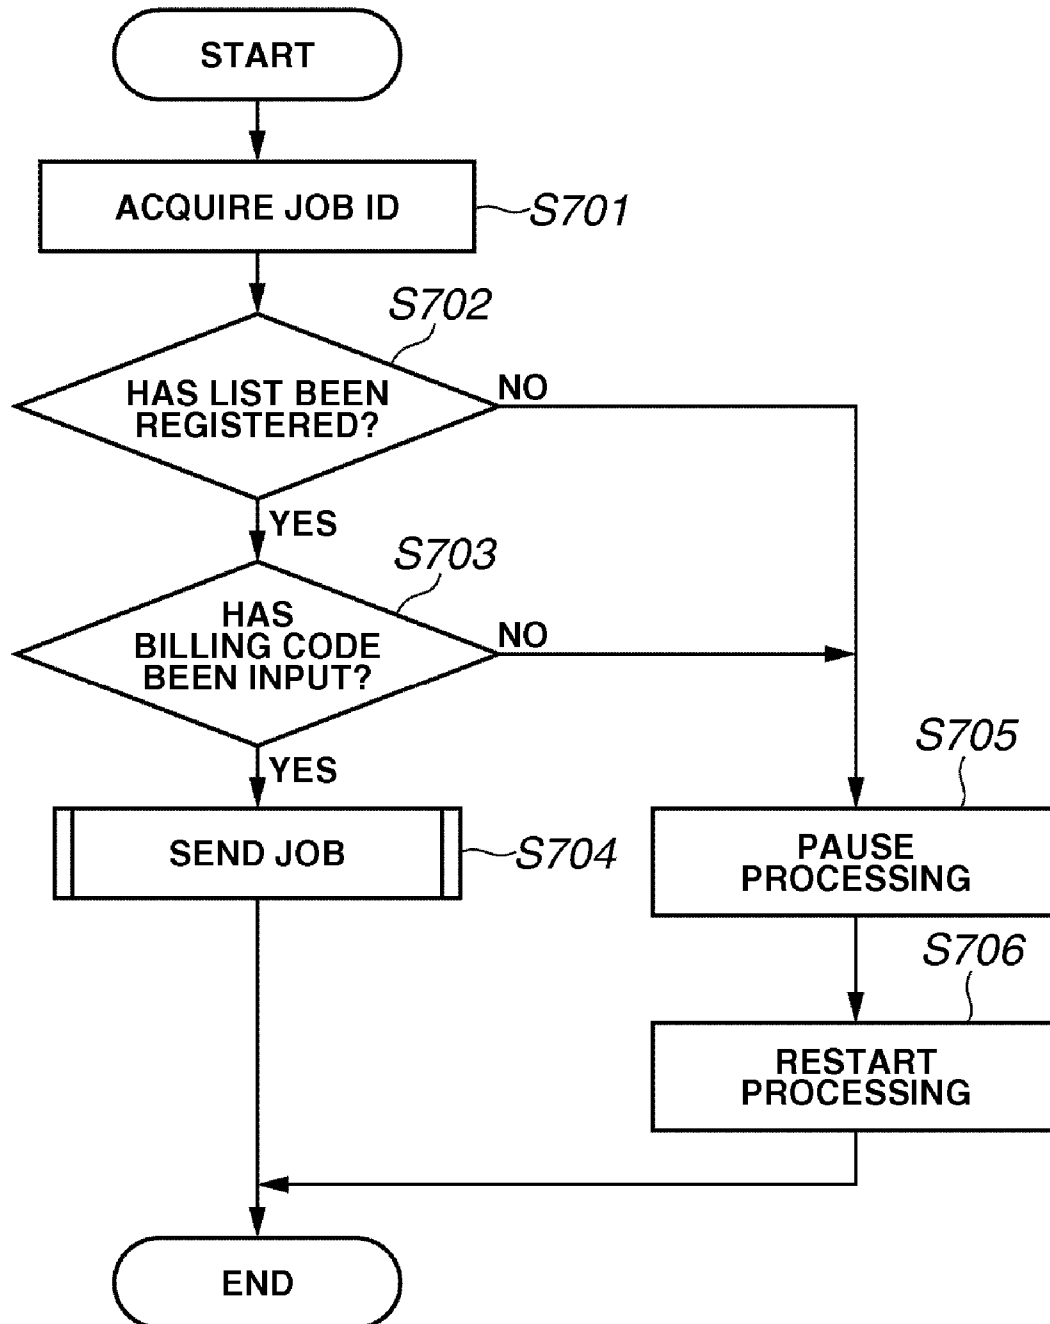 START
ACQUIRE JOB ID
S701
S702
HAS LIST BEEN
REGISTERED?
NO
YES
S703
HAS
BILLING CODE
BEEN INPUT?
NO
YES
SEND JOB
S704
S705
PAUSE
PROCESSING
S706
RESTART
PROCESSING
END